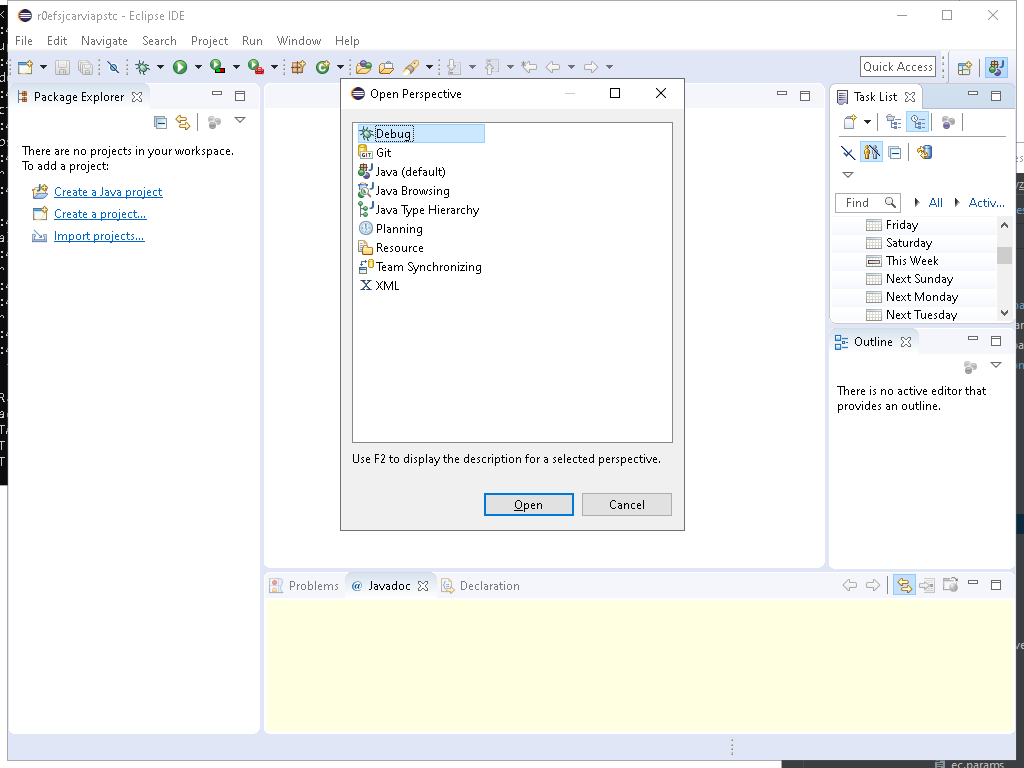 r0efsjcarviapstc - Eclipse IDE
File Edit Navigate Search Project Run Window Help
Quick Access
Package Explorer
There are no projects in your workspace.
To add a project:
Create a Java project
Create a project...
Import projects...
Open Perspective
Debug
Git
Java (default)
Java Browsing
Java Type Hierarchy
Planning
Resource
Team Synchronizing
XML
Use F2 to display the description for a selected perspective.
Open Cancel
Task List
Find All Activ...
Friday
Saturday
This Week
Next Sunday
Next Monday
Next Tuesday
Outline
There is no active editor that
provides an outline.
Problems @ Javadoc Declaration
ec.params